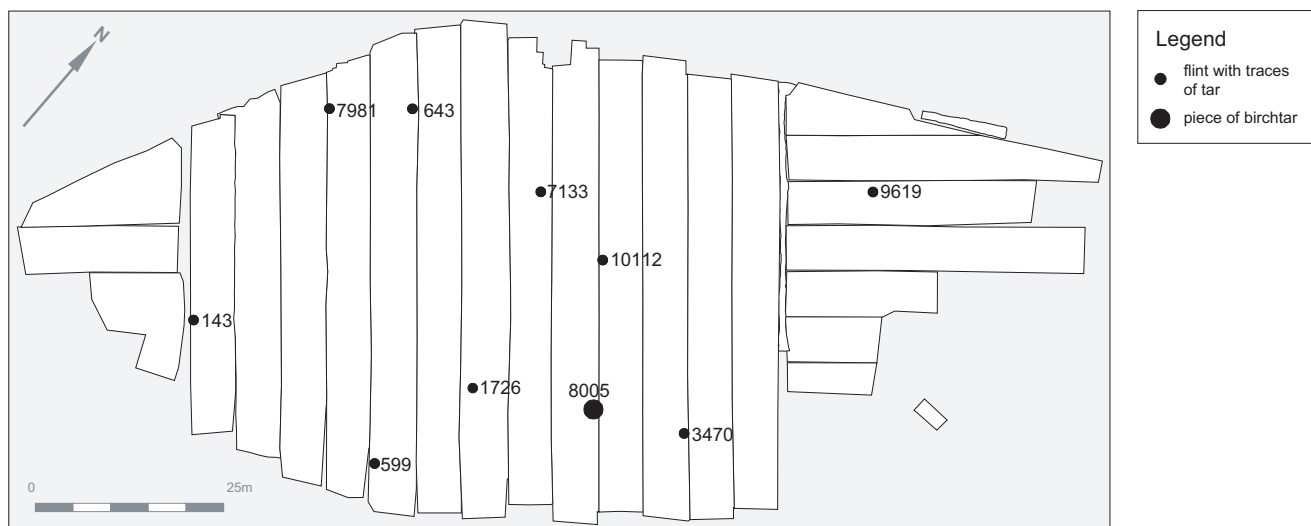 N
7981
643
7133
9619
10112
143
1726
8005
3470
599
0
25m
Legend
flint with traces
of tar
piece of birchtar